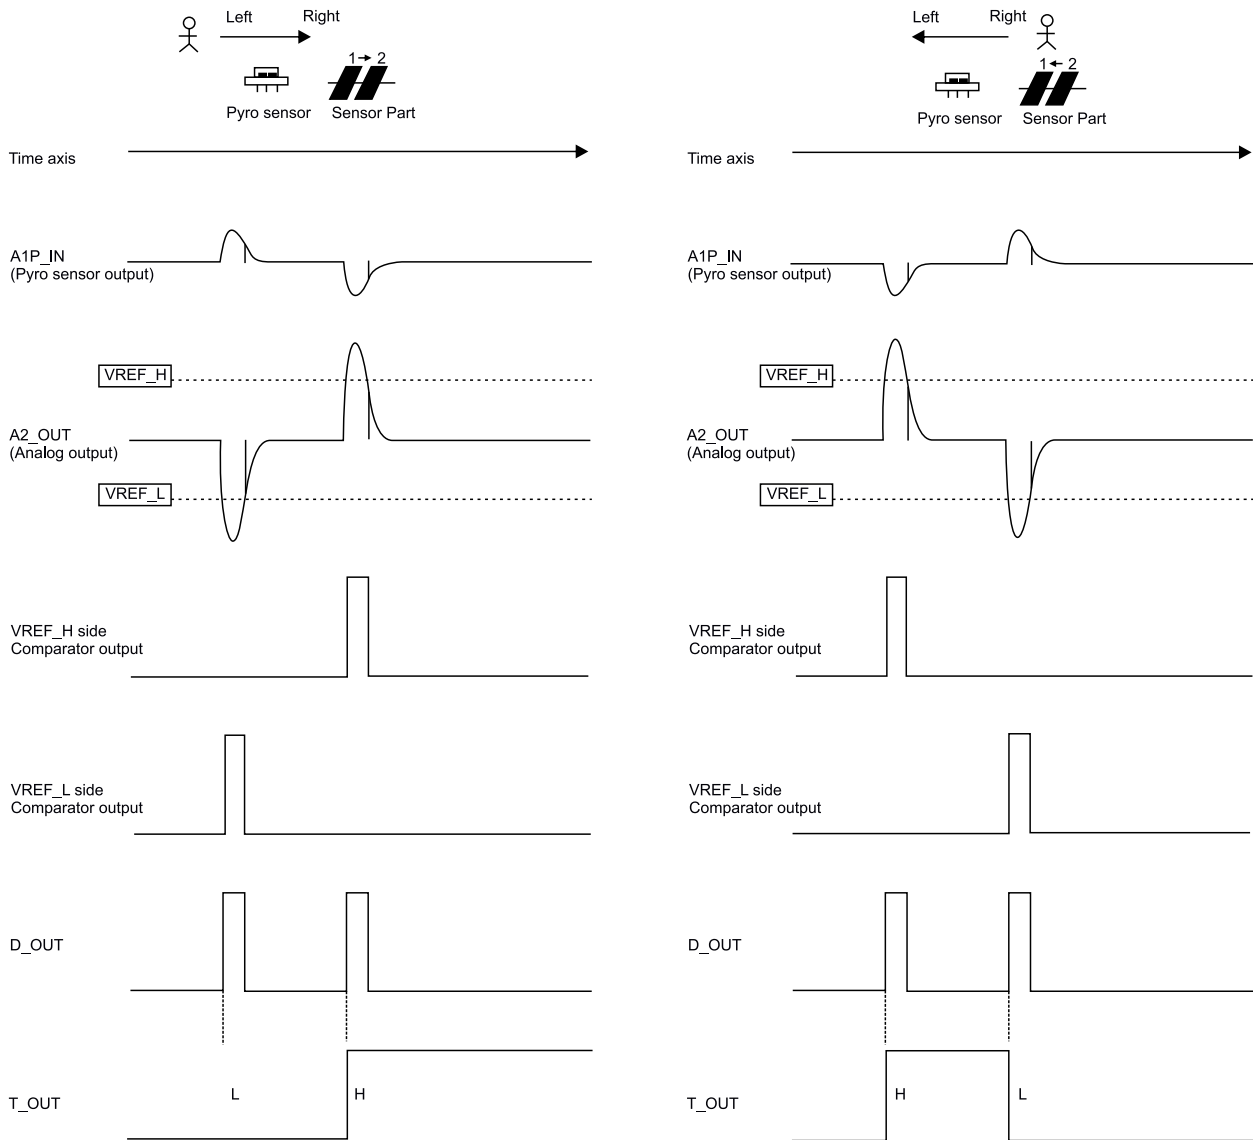 Left Right
1 → 2
Pyro sensor Sensor Part
Time axis
A1P_IN
(Pyro sensor output)
VREF_H
A2_OUT
(Analog output)
VREF_L
VREF_H side
Comparator output
VREF_L side
Comparator output
D_OUT
T_OUT
L H
Left Right
1 ← 2
Pyro sensor Sensor Part
Time axis
A1P_IN
(Pyro sensor output)
VREF_H
A2_OUT
(Analog output)
VREF_L
VREF_H side
Comparator output
VREF_L side
Comparator output
D_OUT
T_OUT
H L